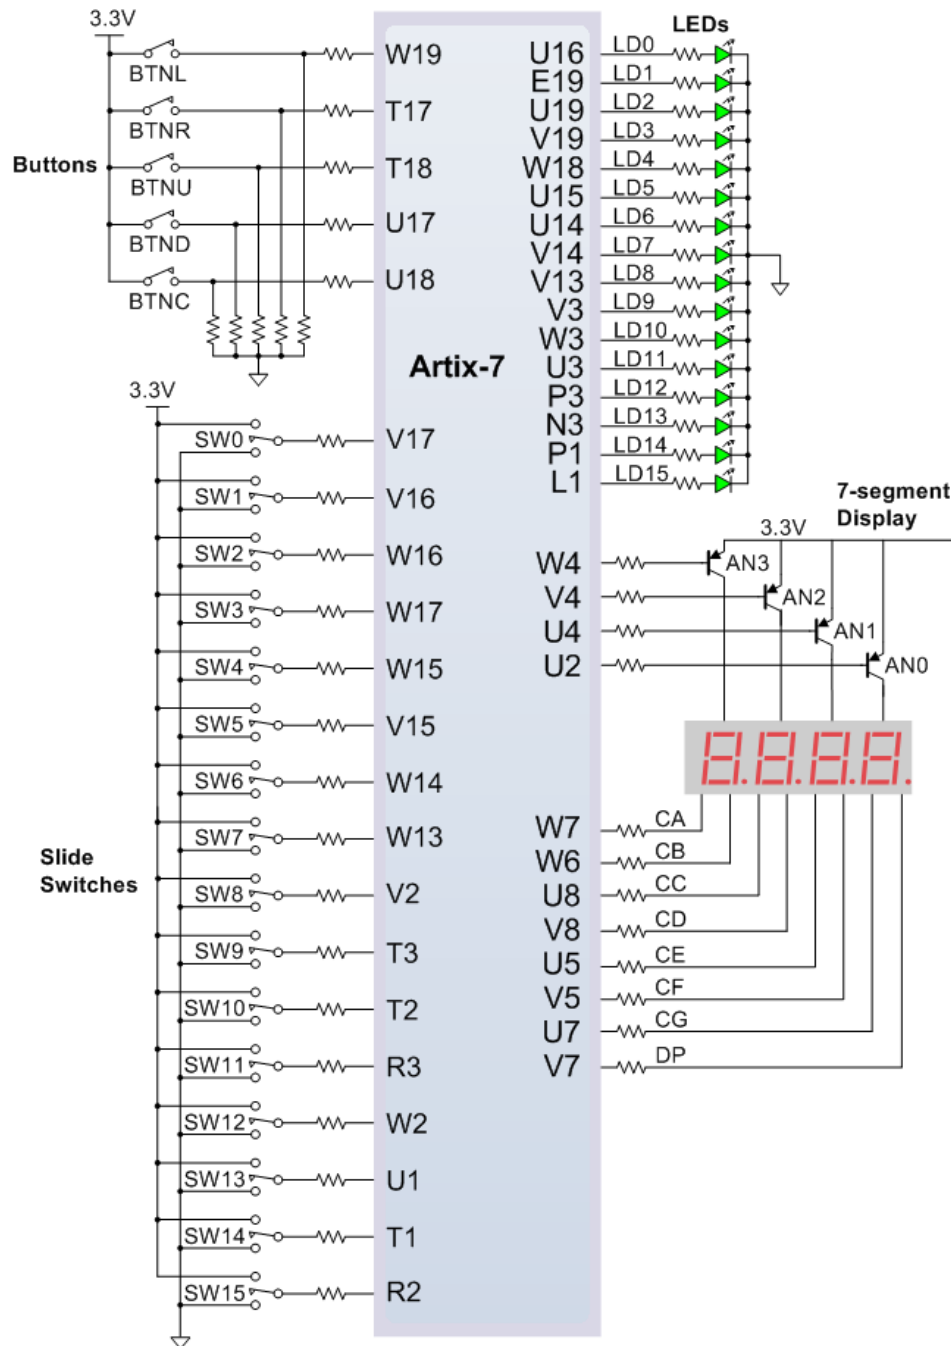 3.3V
BTNL
BTNR
Buttons
BTNU
BTND
BTNC
W19
T17
T18
U17
U18
3.3V
SW0
SW1
SW2
SW3
SW4
SW5
SW6
SW7
Slide
Switches
SW8
SW9
SW10
SW11
SW12
SW13
SW14
SW15
V17
V16
W16
W17
W15
V15
W14
W13
V2
T3
T2
R3
W2
U1
T1
R2
Artix-7
LEDs
U16 LD0
E19 LD1
U19 LD2
V19 LD3
W18 LD4
U15 LD5
U14 LD6
V14 LD7
V13 LD8
V3 LD9
W3 LD10
U3 LD11
P3 LD12
N3 LD13
P1 LD14
L1 LD15
7-segment
Display
3.3V
W4 AN3
V4 AN2
U4 AN1
U2 AN0
8.8.8.8.
W7 CA
W6 CB
U8 CC
V8 CD
U5 CE
V5 CF
U7 CG
V7 DP